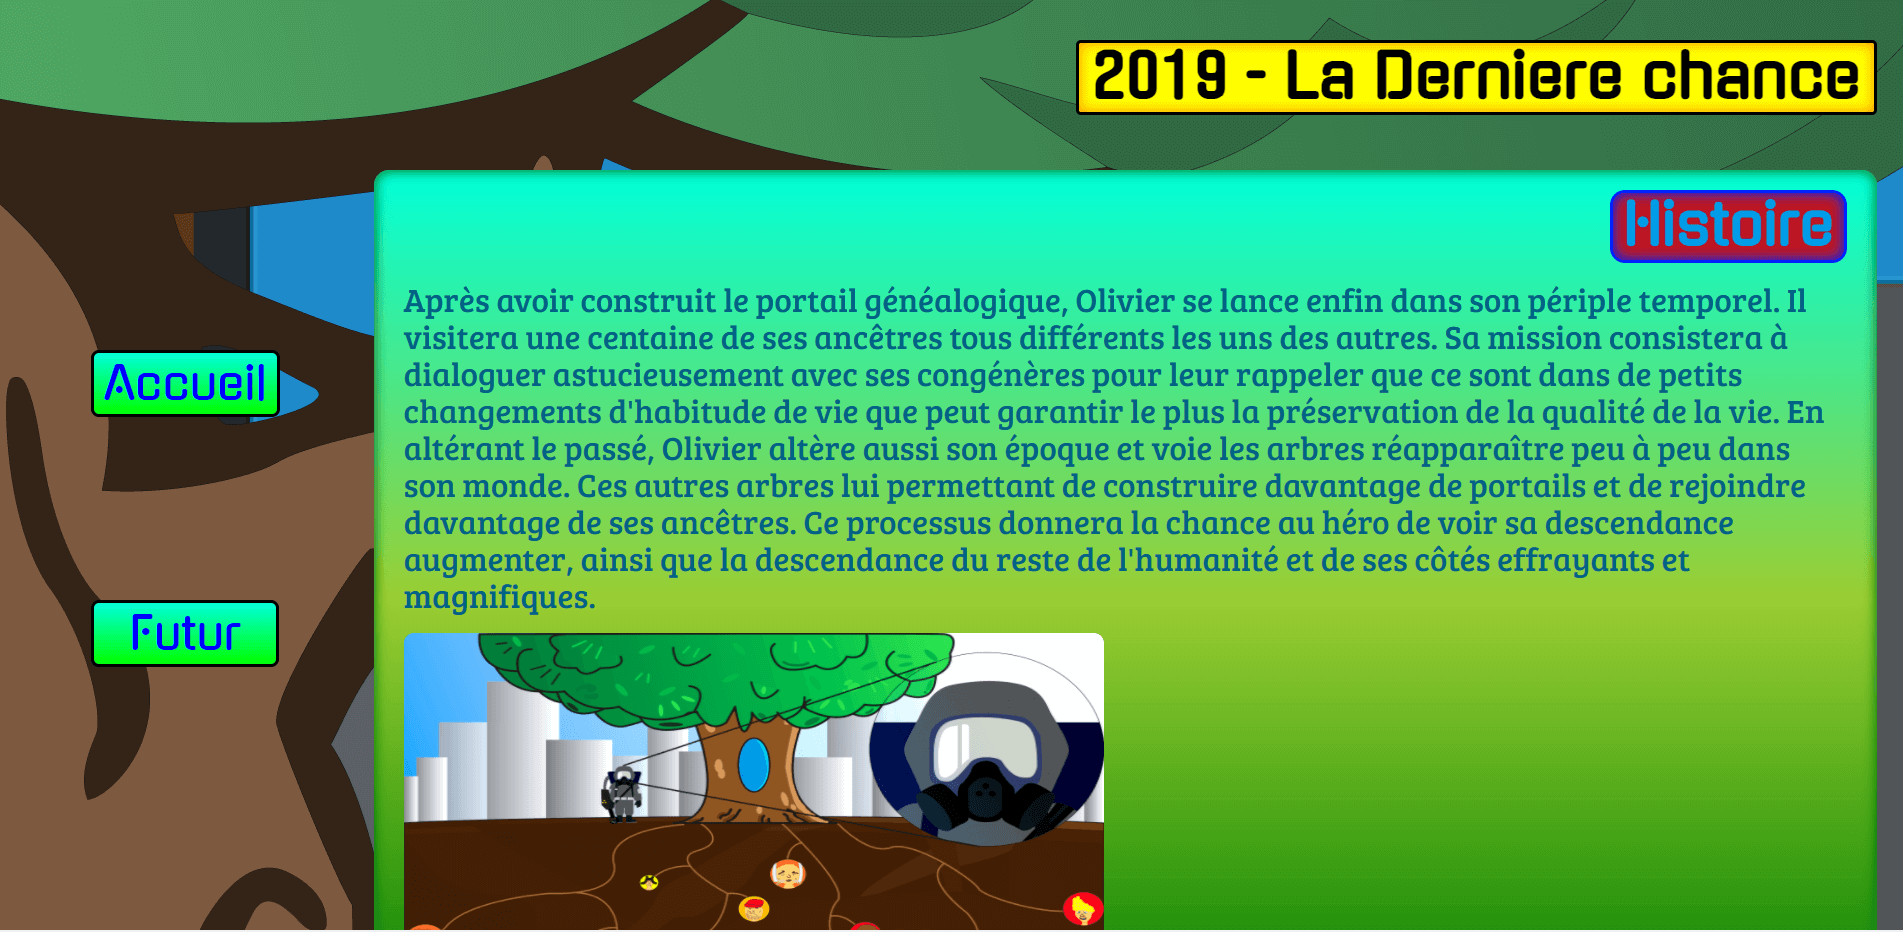 2019 - La Derniere chance
Histoire
Après avoir construit le portail généalogique, Olivier se lance enfin dans son périple temporel. Il
visitera une centaine de ses ancêtres tous différents les uns des autres. Sa mission consistera à
dialoguer astucieusement avec ses congénères pour leur rappeler que ce sont dans de petits
changements d'habitude de vie que peut garantir le plus la préservation de la qualité de la vie. En
altérant le passé, Olivier altère aussi son époque et voie les arbres réapparaître peu à peu dans
son monde. Ces autres arbres lui permettant de construire davantage de portails et de rejoindre
davantage de ses ancêtres. Ce processus donnera la chance au héro de voir sa descendance
augmenter, ainsi que la descendance du reste de l'humanité et de ses côtés effrayants et
magnifiques.
Accueil
Futur